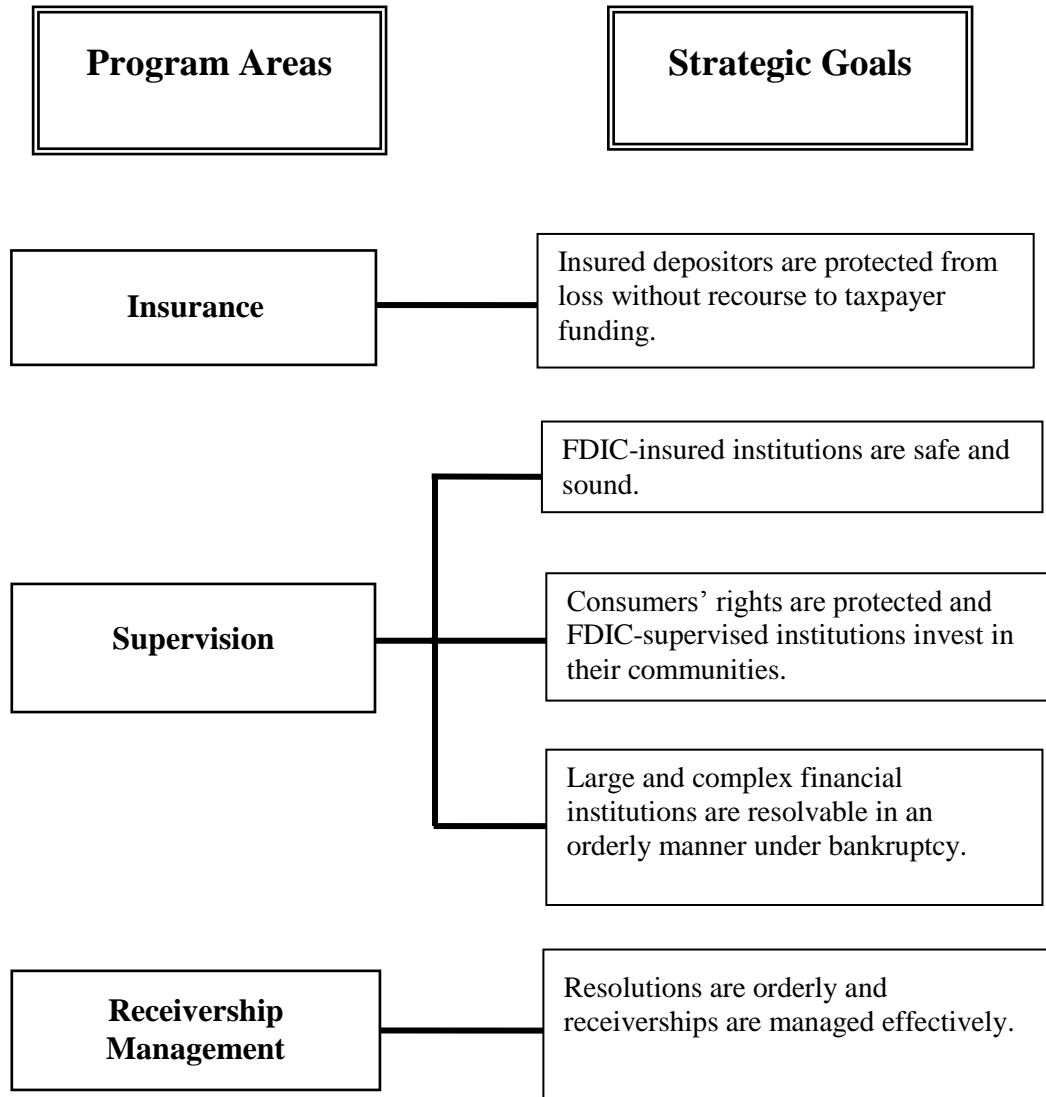 Program Areas
Strategic Goals
Insurance
Insured depositors are protected from
loss without recourse to taxpayer
funding.
FDIC-insured institutions are safe and
sound.
Supervision
Consumers’ rights are protected and
FDIC-supervised institutions invest in
their communities.
Large and complex financial
institutions are resolvable in an
orderly manner under bankruptcy.
Receivership
Management
Resolutions are orderly and
receiverships are managed effectively.